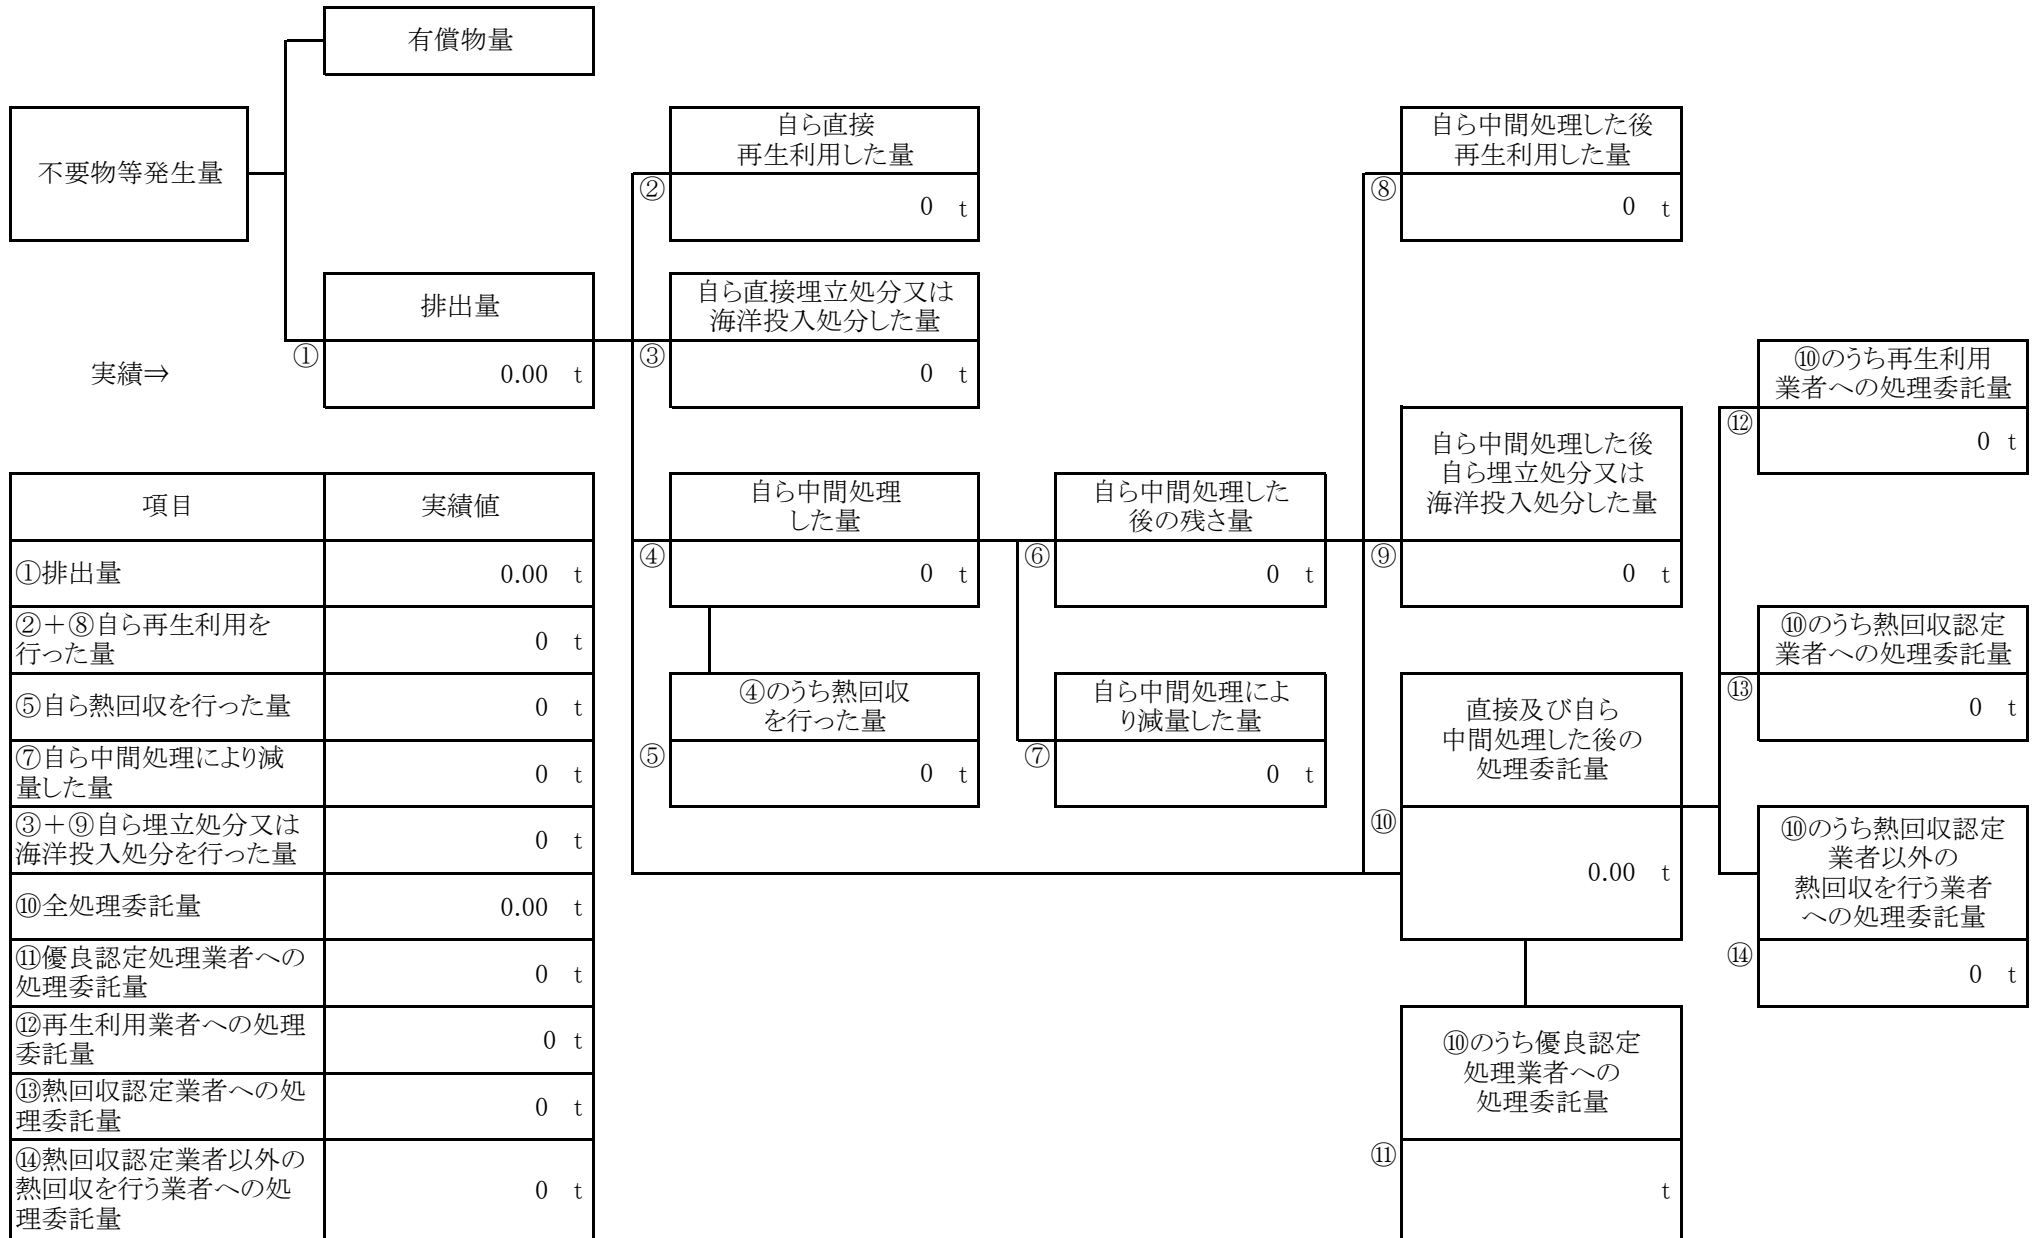 有償物量
不要物等発生量
自ら直接
再生利用した量
②
0 t
自ら中間処理した後
再生利用した量
⑧
0 t
排出量
①
0.00 t
実績⇒
自ら直接埋立処分又は
海洋投入処分した量
③
0 t
⑩のうち再生利用
業者への処理委託量
⑫
0 t
自ら中間処理
した量
④
0 t
自ら中間処理した
後の残さ量
⑥
0 t
自ら中間処理した後
自ら埋立処分又は
海洋投入処分した量
⑨
0 t
⑩のうち熱回収認定
業者への処理委託量
⑬
0 t
④のうち熱回収
を行った量
⑤
0 t
自ら中間処理によ
り減量した量
⑦
0 t
直接及び自ら
中間処理した後の
処理委託量
⑩
0.00 t
⑩のうち熱回収認定
業者以外の
熱回収を行う業者
への処理委託量
⑭
0 t
⑩のうち優良認定
処理業者への
処理委託量
⑪
t
項目 実績値
①排出量 0.00 t
②＋⑧自ら再生利用を
行った量 0 t
⑤自ら熱回収を行った量 0 t
⑦自ら中間処理により減
量した量 0 t
③＋⑨自ら埋立処分又は
海洋投入処分を行った量 0 t
⑩全処理委託量 0.00 t
⑪優良認定処理業者への
処理委託量 0 t
⑫再生利用業者への処理
委託量 0 t
⑬熱回収認定業者への処
理委託量 0 t
⑭熱回収認定業者以外の
熱回収を行う業者への処
理委託量 0 t